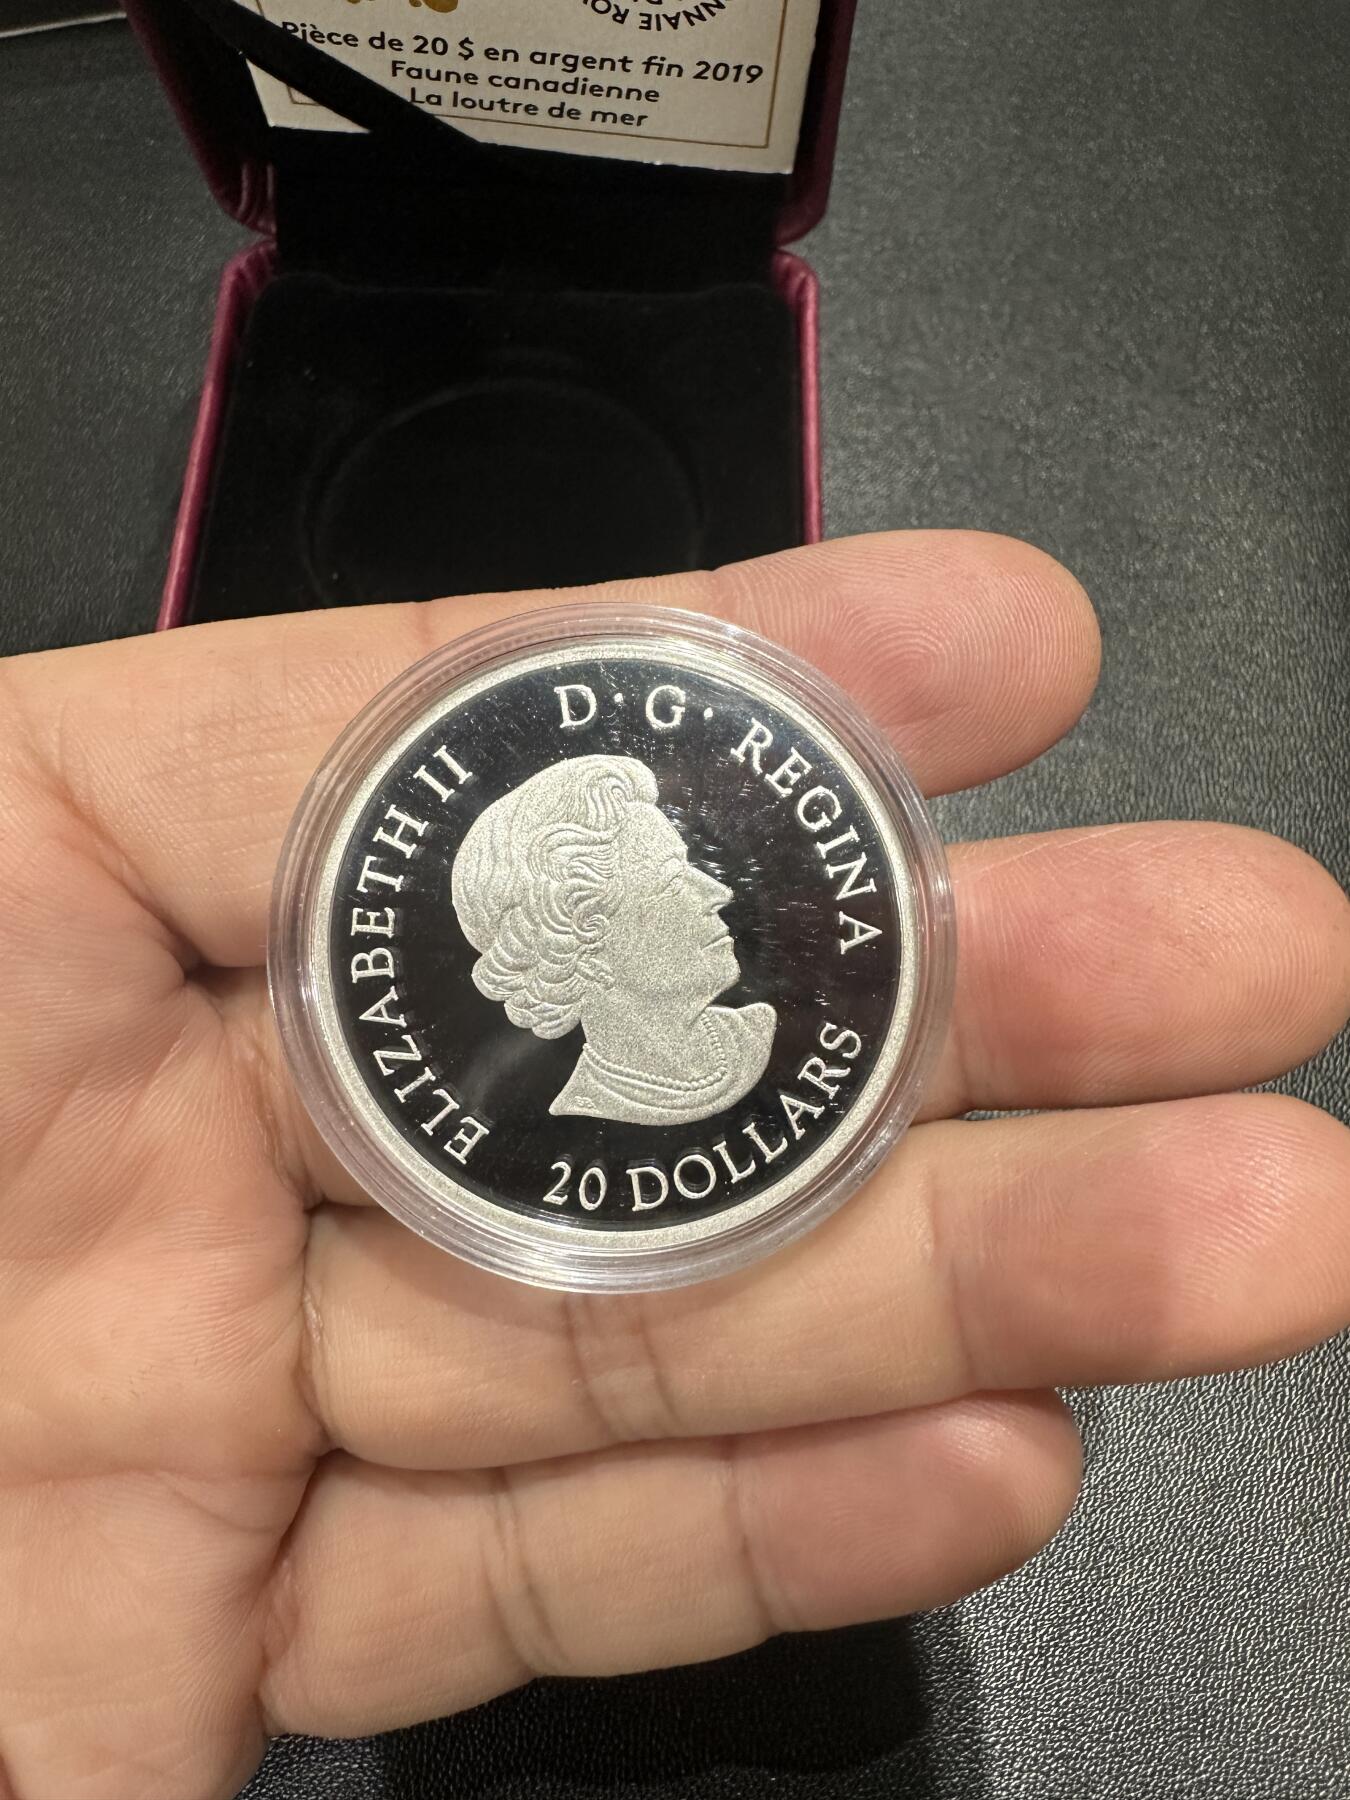 Pièce de 20 $ en argent fin 2019
Faune canadienne
La loutre de mer
ELIZABETH II D·G· REGINA
20 DOLLARS